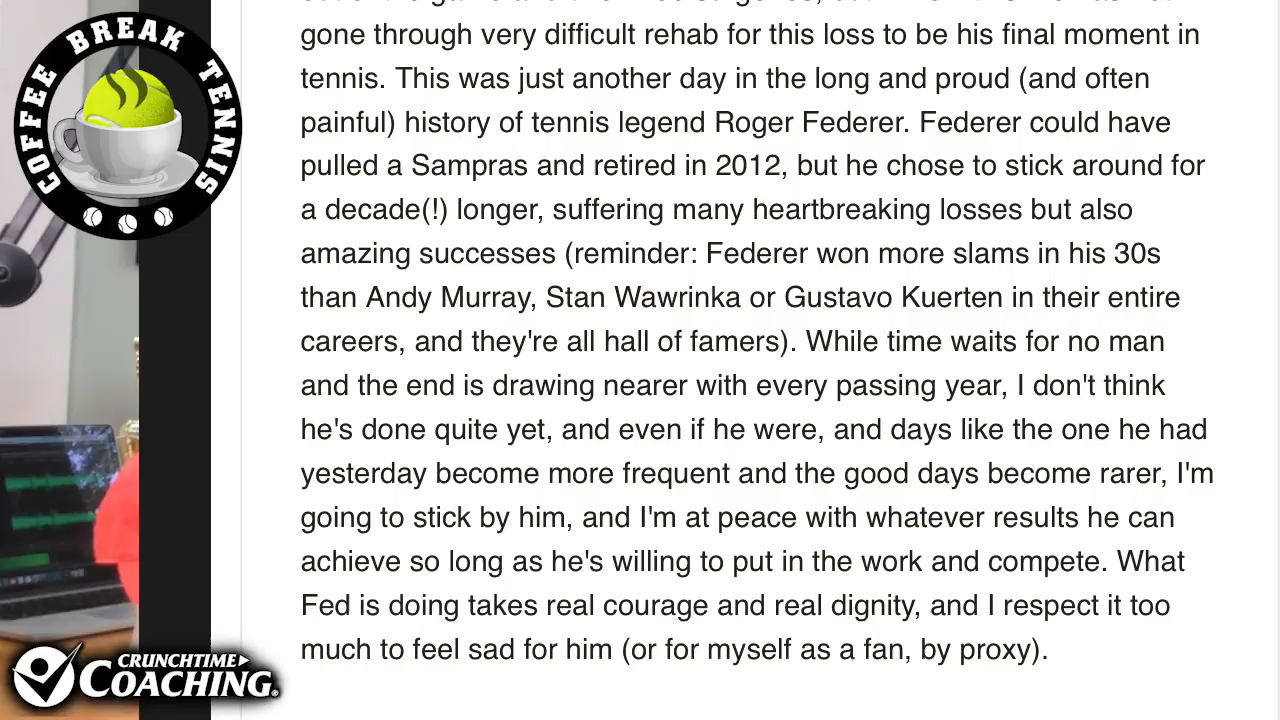 COFFEE BREAK TENNIS
gone through very difficult rehab for this loss to be his final moment in
tennis. This was just another day in the long and proud (and often
painful) history of tennis legend Roger Federer. Federer could have
pulled a Sampras and retired in 2012, but he chose to stick around for
a decade(!) longer, suffering many heartbreaking losses but also
amazing successes (reminder: Federer won more slams in his 30s
than Andy Murray, Stan Wawrinka or Gustavo Kuerten in their entire
careers, and they're all hall of famers). While time waits for no man
and the end is drawing nearer with every passing year, I don't think
he's done quite yet, and even if he were, and days like the one he had
yesterday become more frequent and the good days become rarer, I'm
going to stick by him, and I'm at peace with whatever results he can
achieve so long as he's willing to put in the work and compete. What
Fed is doing takes real courage and real dignity, and I respect it too
much to feel sad for him (or for myself as a fan, by proxy).
CRUNCHTIME
COACHING®